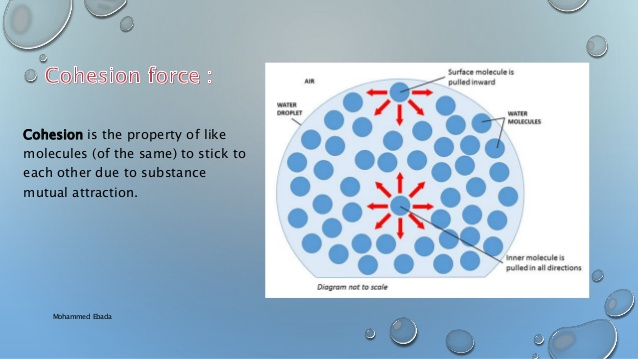 Cohesion force :
Cohesion is the property of like
molecules (of the same) to stick to
each other due to substance
mutual attraction.
AIR
WATER
DROPLET
Surface molecule is
pulled inward
WATER
MOLECULES
Inner molecule is
pulled in all directions
Diagram not to scale
Mohammed Ebada